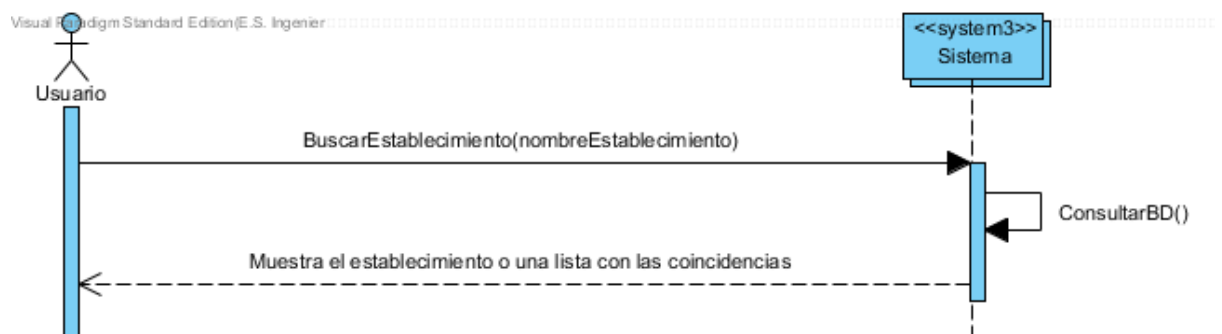 Visual Paradigm Standard Edition(E.S. Ingenier
<<system3>>
Sistema
Usuario
BuscarEstablecimiento(nombreEstablecimiento)
ConsultarBD()
Muestra el establecimiento o una lista con las coincidencias